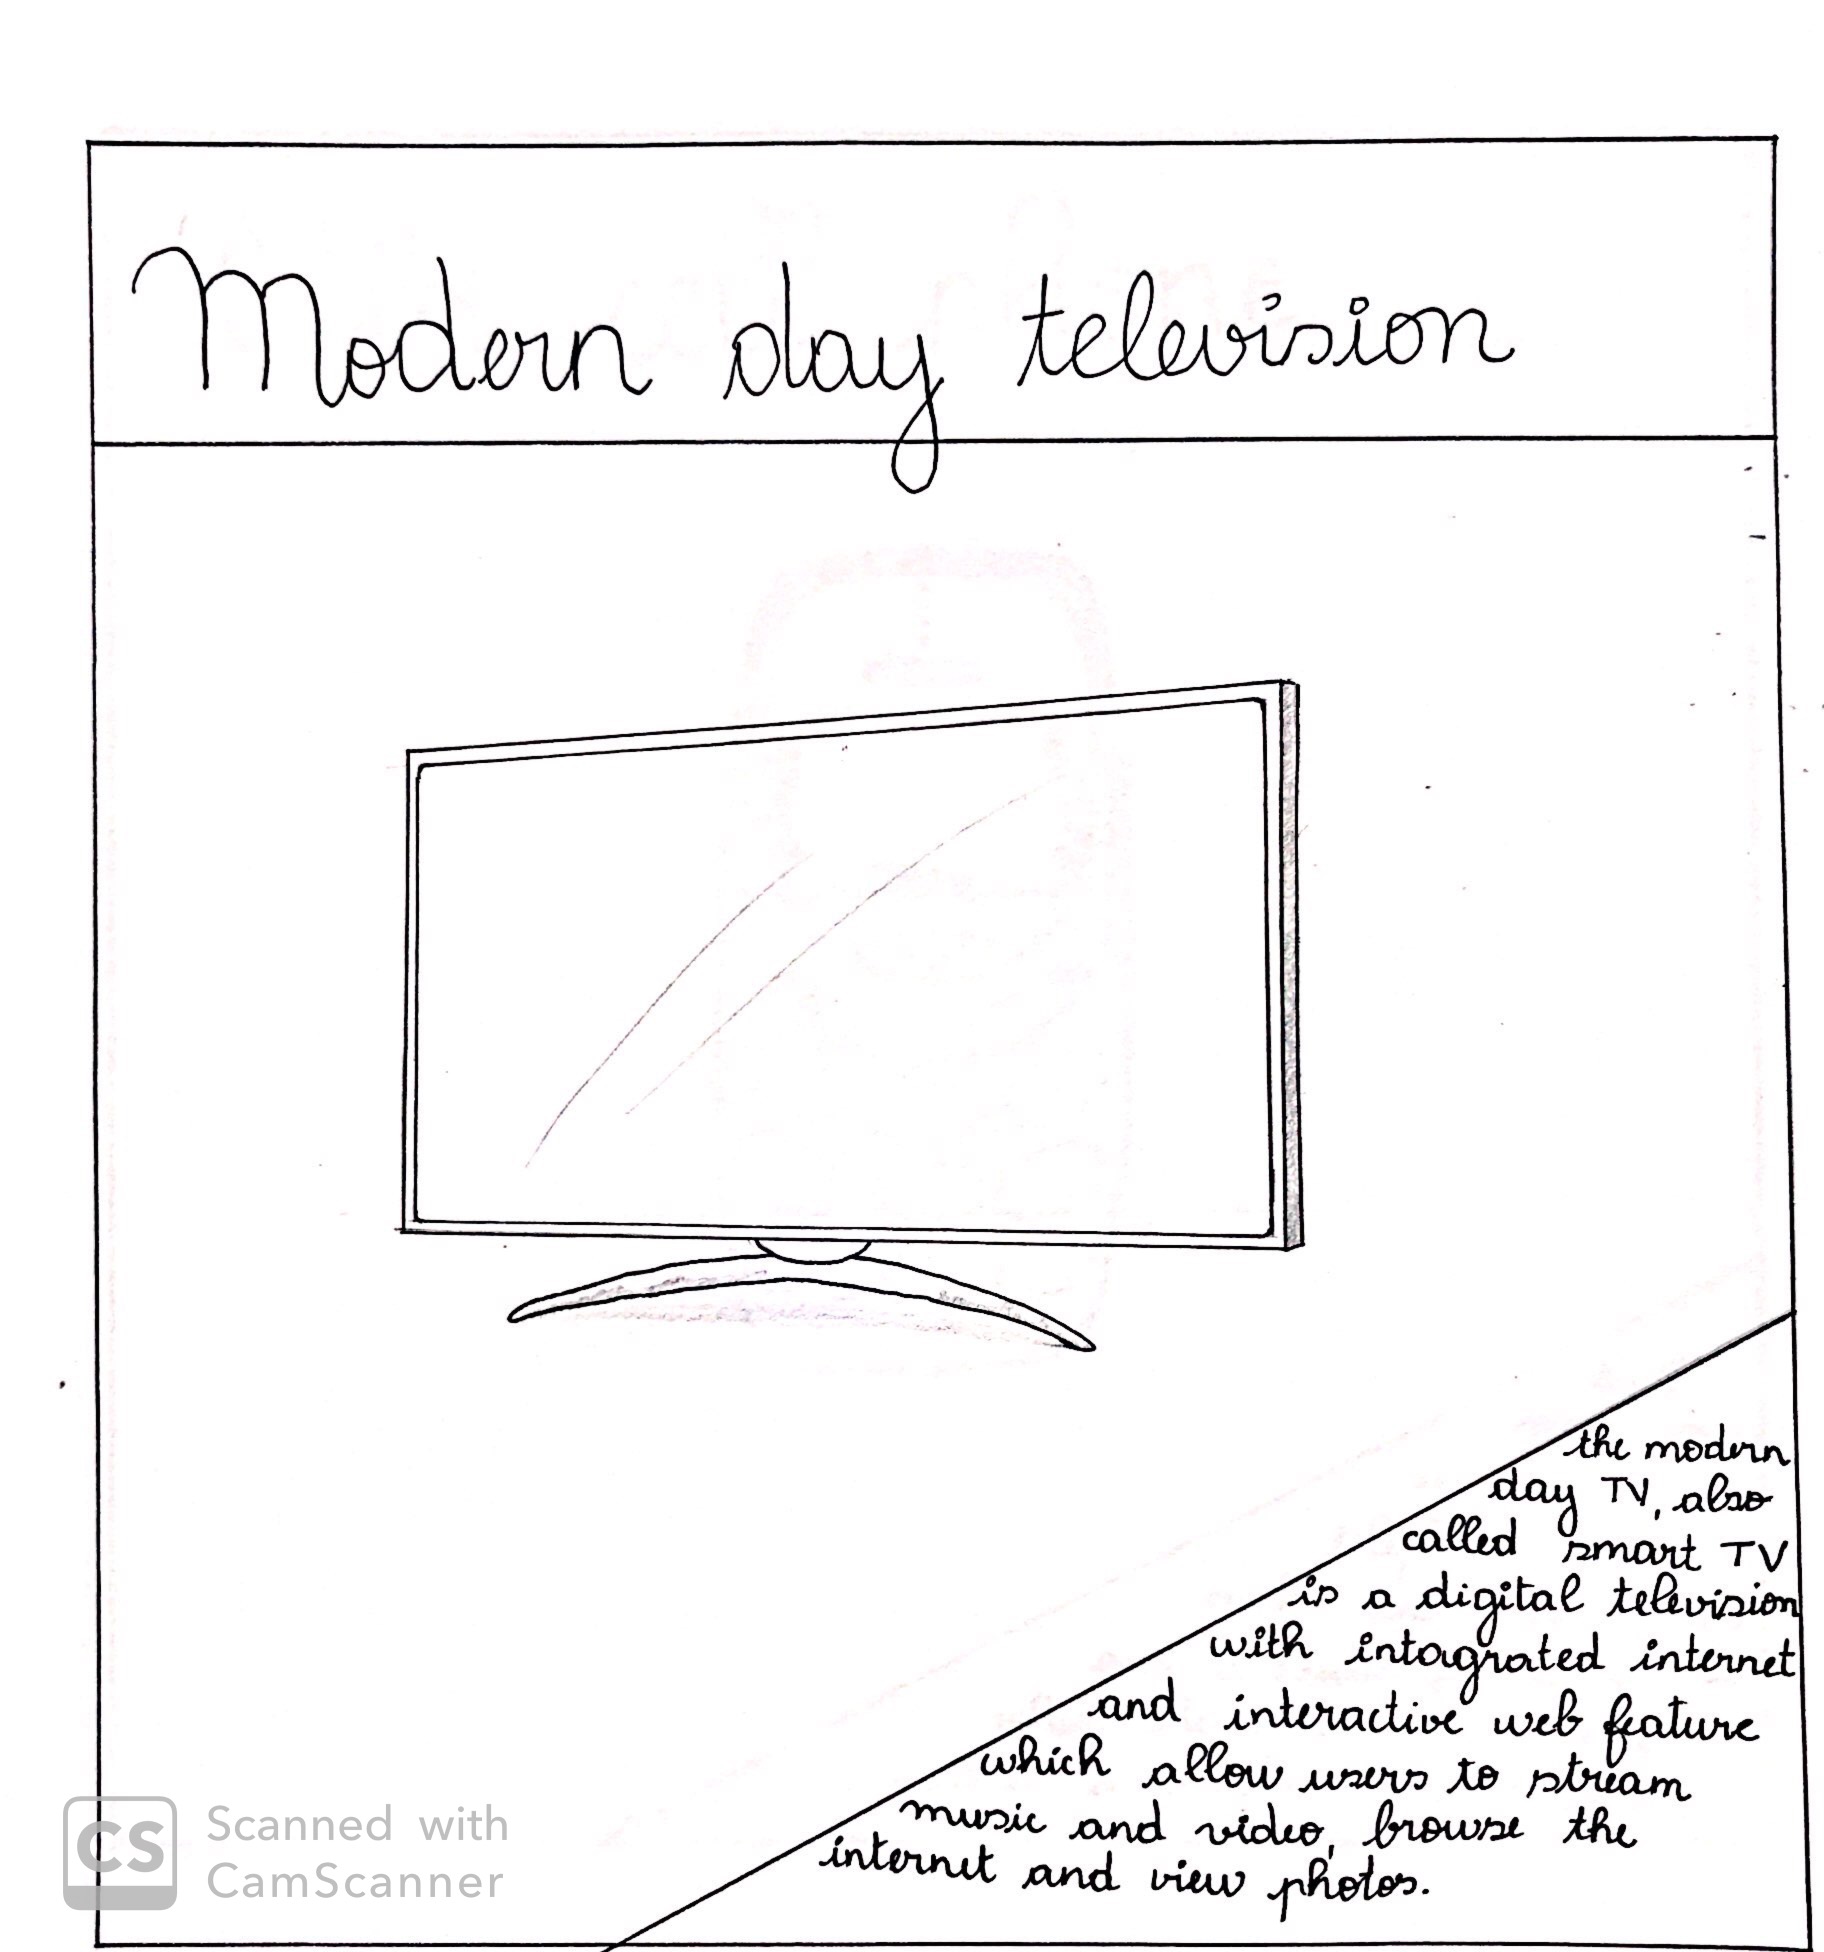 Modern day television
the modern
day TV, also
called smart TV
is a digital television
with intagrated internet
and interactive web feature
which allow users to stream
music and video, browse the
internet and view photos.
CS
Scanned with
CamScanner